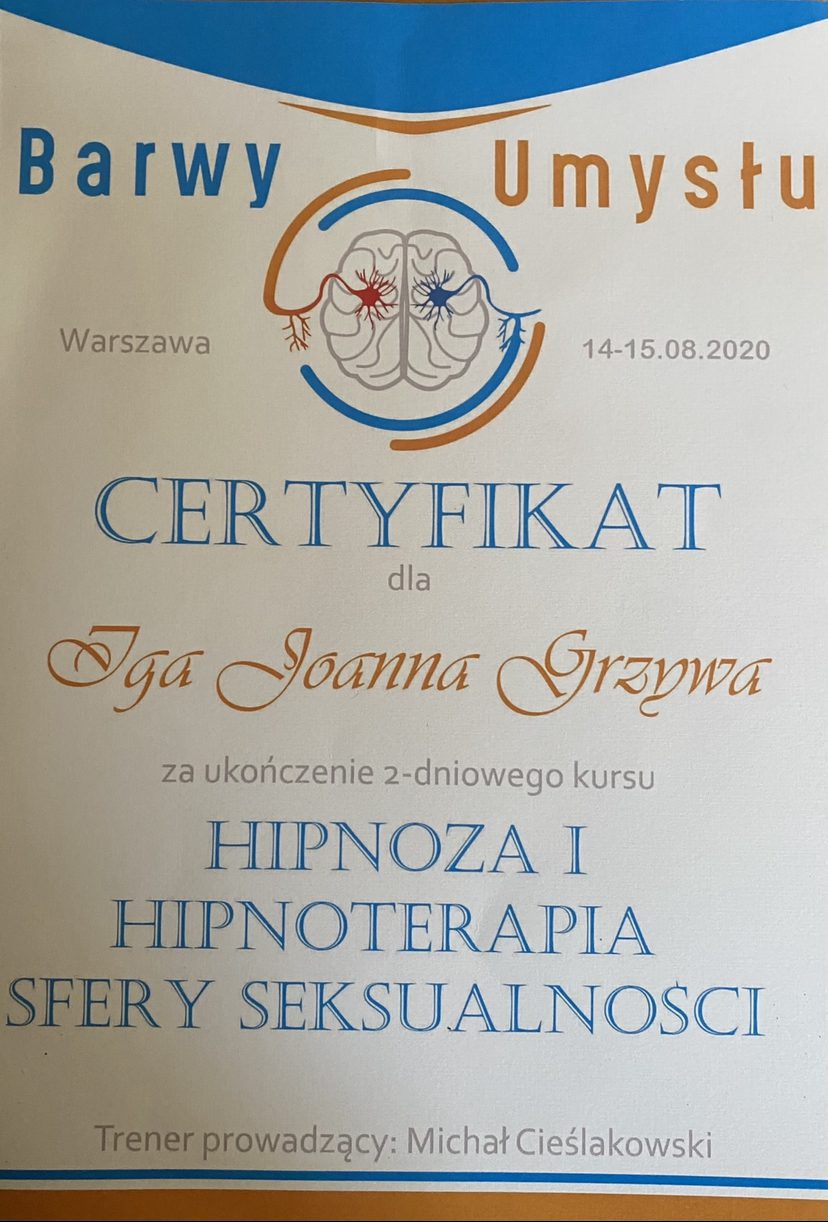 Barwy Umysłu
Warszawa
14-15.08.2020
CERTYFIKAT
dla
Iga Joanna Grzywa
za ukończenie 2-dniowego kursu
HIPNOZA I
HIPNOTERAPIA
SFERY SEKSUALNOŚCI
Trener prowadzący: Michał Cieślakowski